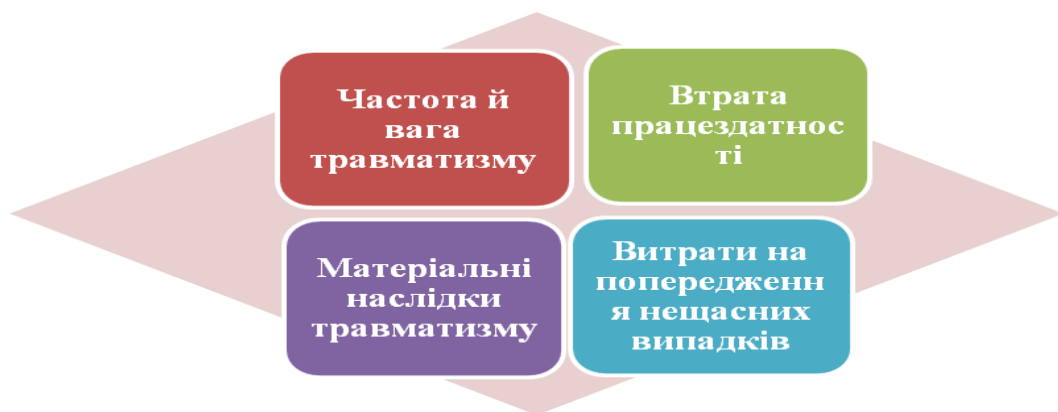 Частота й
вага
травматизму
Втрата
працездатнос
ті
Матеріальні
наслідки
травматизму
Витрати на
попередженн
я нещасних
випадків